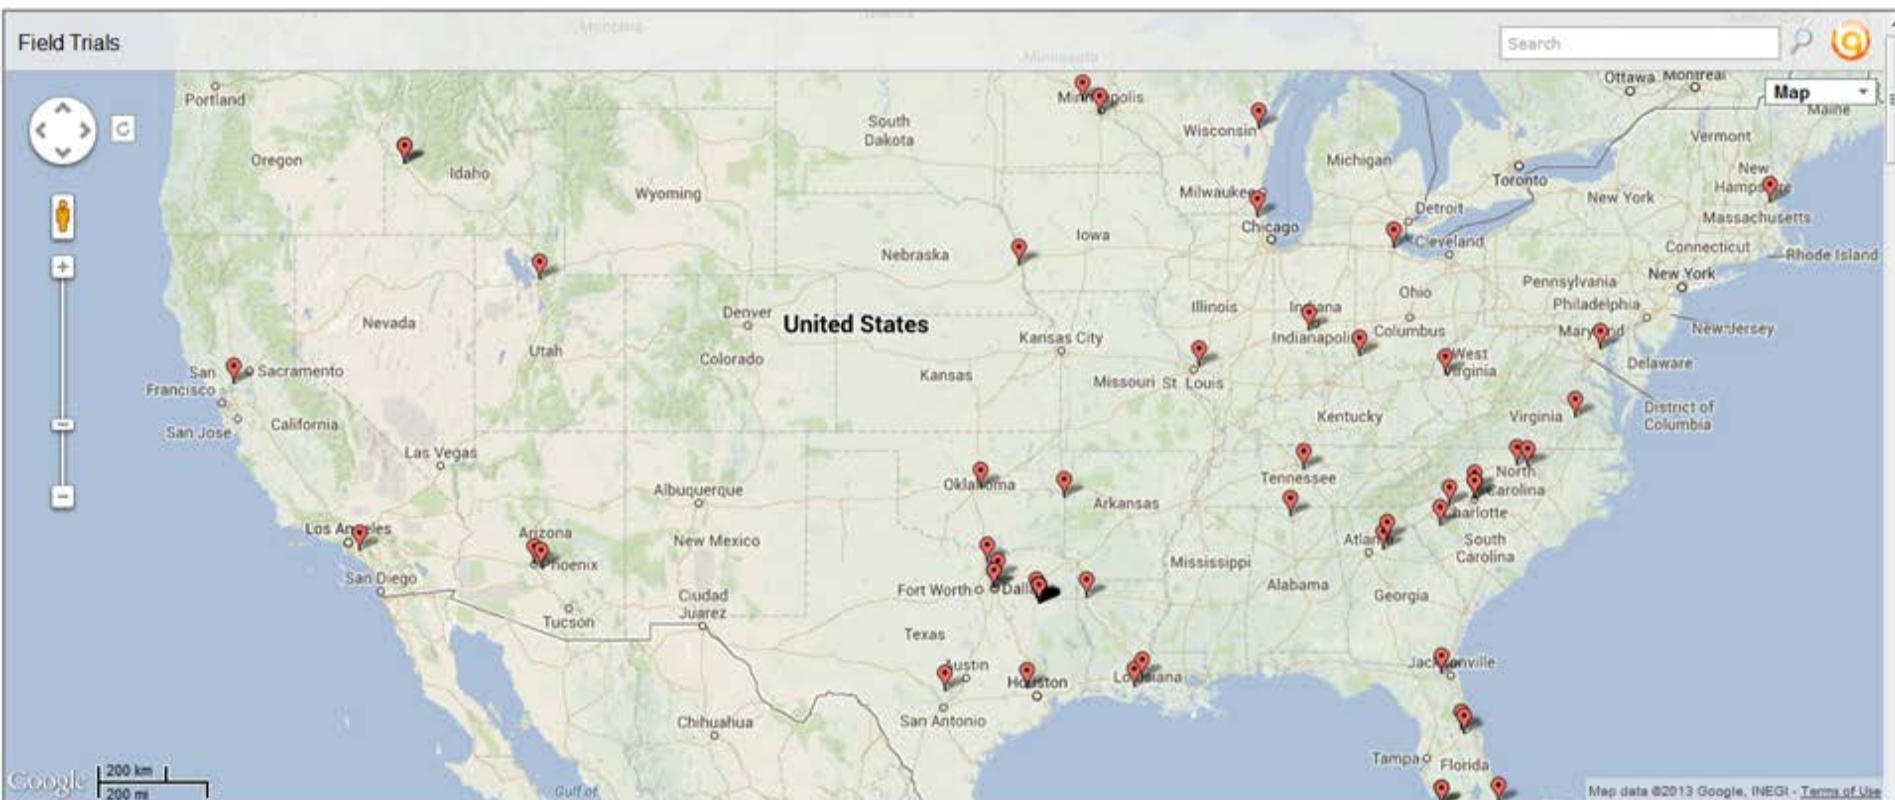 Field Trials
Search
Montana
Minnesota
Ottawa
Montreal
Map
Maine
Portland
Oregon
Idaho
Wyoming
South
Dakota
Wisconsin
Michigan
Toronto
Vermont
New
New York
Massachusetts
Milwaukee
Detroit
Chicago
Cleveland
Connecticut
Rhode Island
Nebraska
Iowa
New York
Pennsylvania
Philadelphia
New Jersey
Nevada
Utah
Denver
Colorado
United States
Kansas City
Kansas
Missouri
St. Louis
Illinois
Ohio
Columbus
Delaware
District of
Columbia
San
Francisco
Sacramento
San Jose
California
Las Vegas
Kentucky
Virginia
Albuquerque
New Mexico
Arkansas
Tennessee
North
Carolina
Charlotte
South
Carolina
Arizona
Phoenix
Tucson
San Diego
Ciudad
Juarez
Fort Worth
Mississippi
Alabama
Georgia
Texas
Austin
Houston
San Antonio
Chihuahua
Tampa
Florida
Google
200 km
200 mi
Gulf of
Map data ©2013 Google, INEGI - Terms of Use